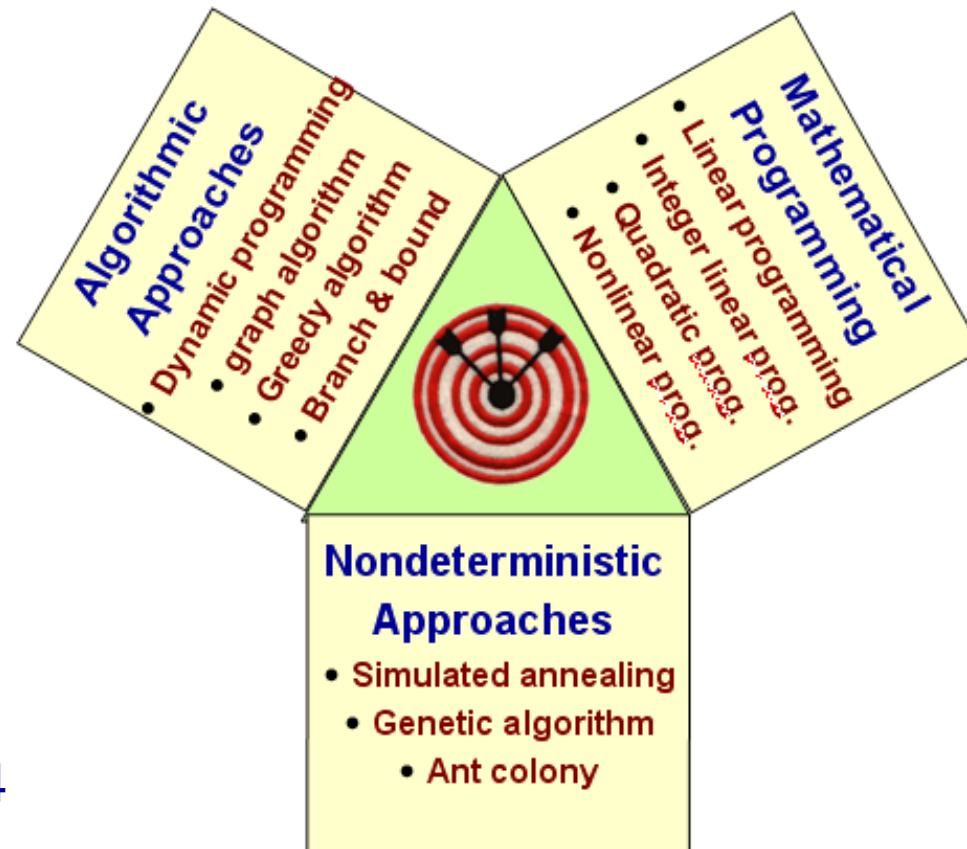 Algorithmic
Approaches
• Dynamic programming
• graph algorithm
• Greedy algorithm
• Branch & bound
Mathematical
Programming
• Linear programming
• Integer linear prog.
• Quadratic prog.
• Nonlinear prog.
Nondeterministic
Approaches
• Simulated annealing
• Genetic algorithm
• Ant colony